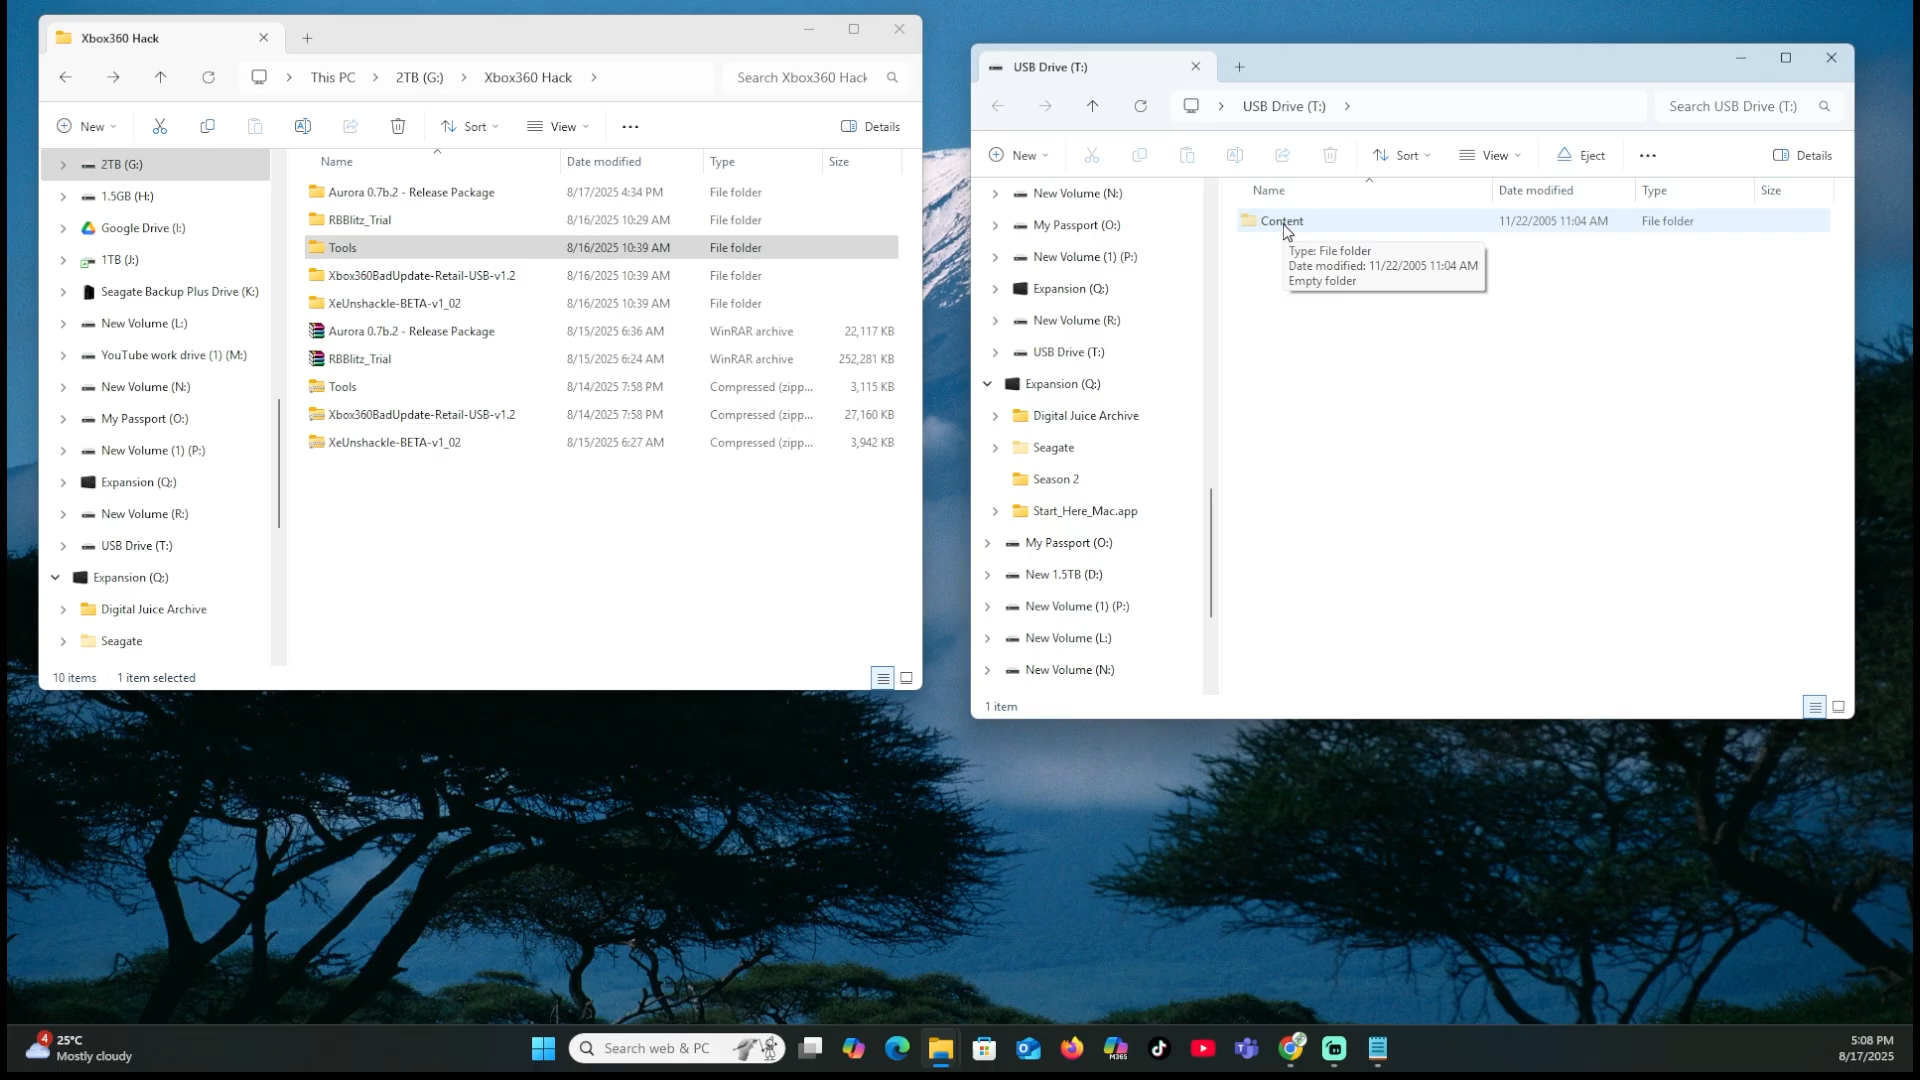 Xbox360 Hack
This PC > 2TB (G:) > Xbox360 Hack >
Search Xbox360 Hack
New
Sort
View
Details
2TB (G:)
1.5GB (H:)
Google Drive (I:)
1TB (J:)
Seagate Backup Plus Drive (K:)
New Volume (L:)
YouTube work drive (1) (M:)
New Volume (N:)
My Passport (O:)
New Volume (1) (P:)
Expansion (Q:)
New Volume (R:)
USB Drive (T:)
Expansion (Q:)
Digital Juice Archive
Seagate
Name Date modified Type Size
Aurora 0.7b.2 - Release Package 8/17/2025 4:34 PM File folder
RBBlitz_Trial 8/16/2025 10:29 AM File folder
Tools 8/16/2025 10:39 AM File folder
Xbox360BadUpdate-Retail-USB-v1.2 8/16/2025 10:39 AM File folder
XeUnshackle-BETA-v1_02 8/16/2025 10:39 AM File folder
Aurora 0.7b.2 - Release Package 8/15/2025 6:36 AM WinRAR archive 22,117 KB
RBBlitz_Trial 8/15/2025 6:24 AM WinRAR archive 252,281 KB
Tools 8/14/2025 7:58 PM Compressed (zipp... 3,115 KB
Xbox360BadUpdate-Retail-USB-v1.2 8/14/2025 7:58 PM Compressed (zipp... 27,160 KB
XeUnshackle-BETA-v1_02 8/15/2025 6:27 AM Compressed (zipp... 3,942 KB
10 items 1 item selected
USB Drive (T:)
USB Drive (T:) >
Search USB Drive (T:)
New
Sort
View
Eject
Details
New Volume (N:)
My Passport (O:)
New Volume (1) (P:)
Expansion (Q:)
New Volume (R:)
USB Drive (T:)
Expansion (Q:)
Digital Juice Archive
Seagate
Season 2
Start_Here_Mac.app
My Passport (O:)
New 1.5TB (D:)
New Volume (1) (P:)
New Volume (L:)
New Volume (N:)
Name Date modified Type Size
Content 11/22/2005 11:04 AM File folder
Type: File folder
Date modified: 11/22/2005 11:04 AM
Empty folder
1 item
4
25°C
Mostly cloudy
Search web & PC
M365
5:08 PM
8/17/2025